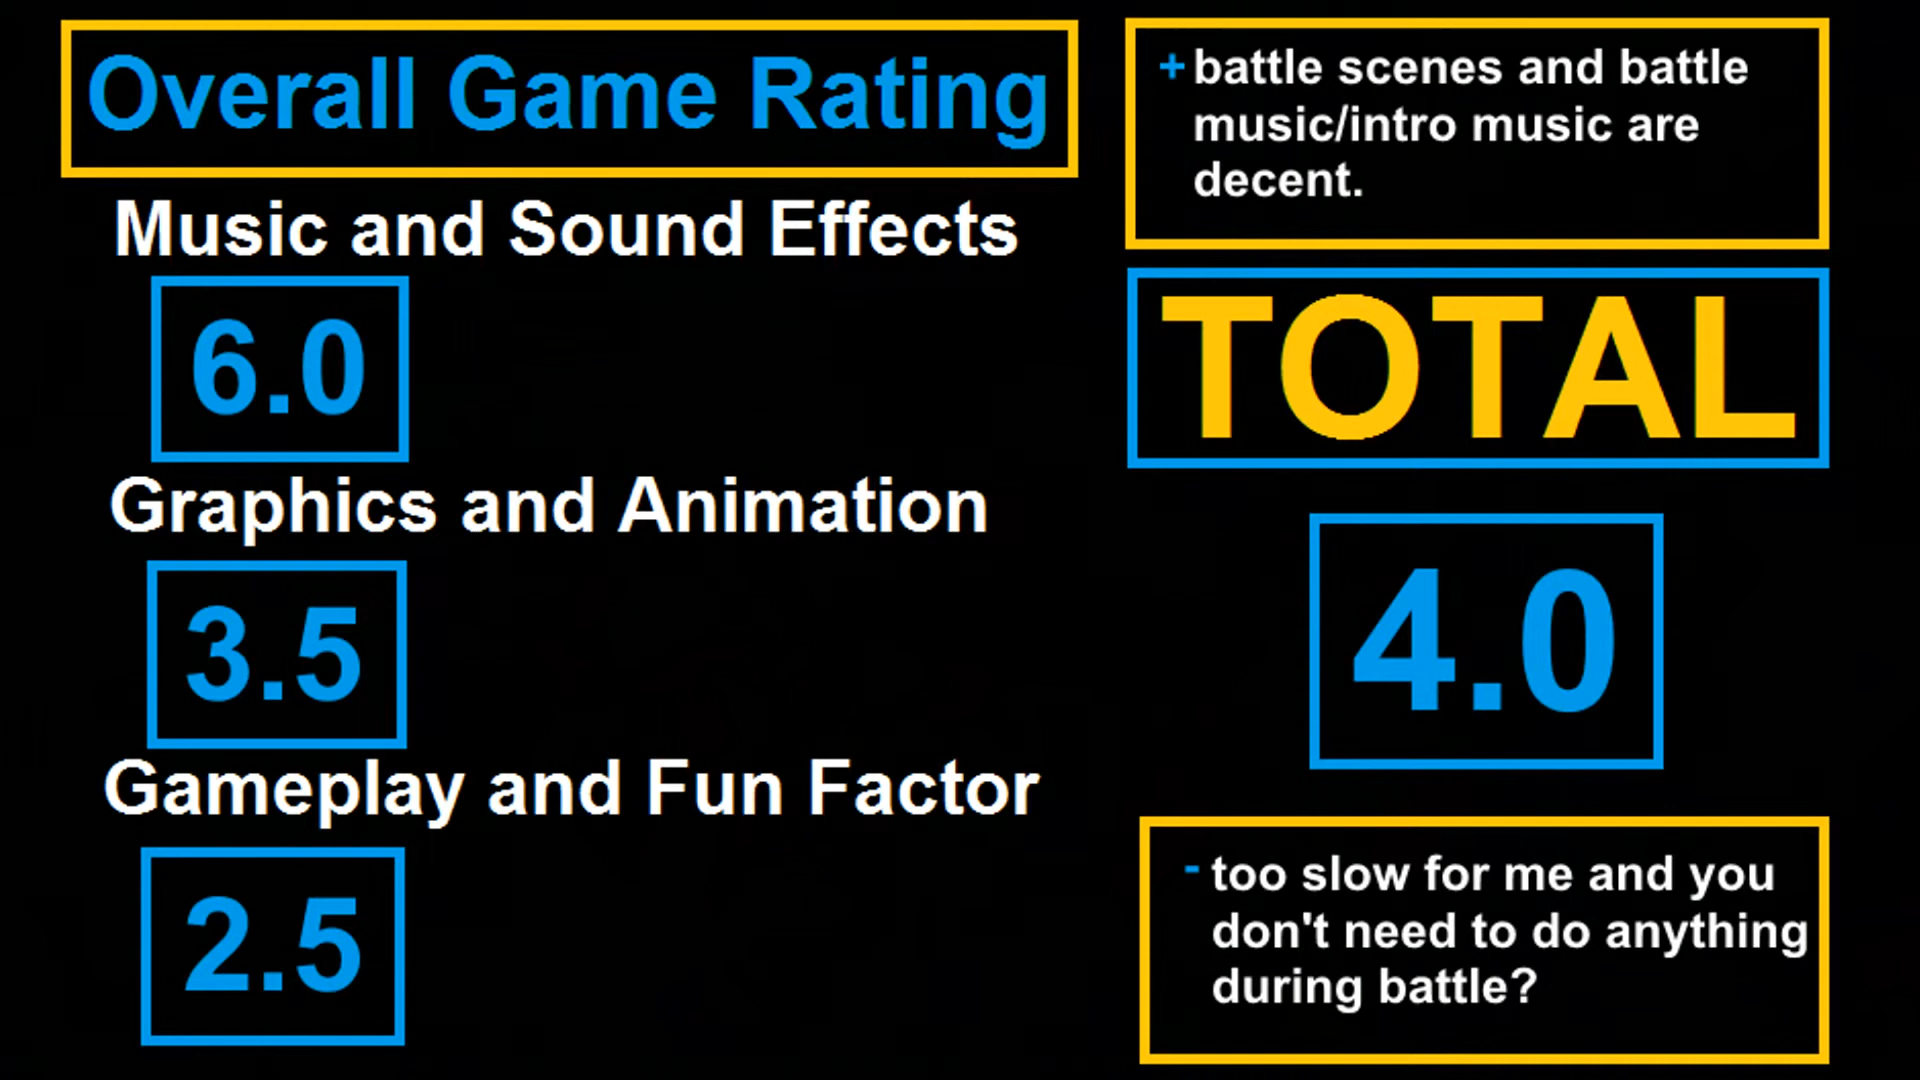 Overall Game Rating
Music and Sound Effects
6.0
Graphics and Animation
3.5
Gameplay and Fun Factor
2.5
+ battle scenes and battle
music/intro music are
decent.
TOTAL
4.0
- too slow for me and you
don't need to do anything
during battle?